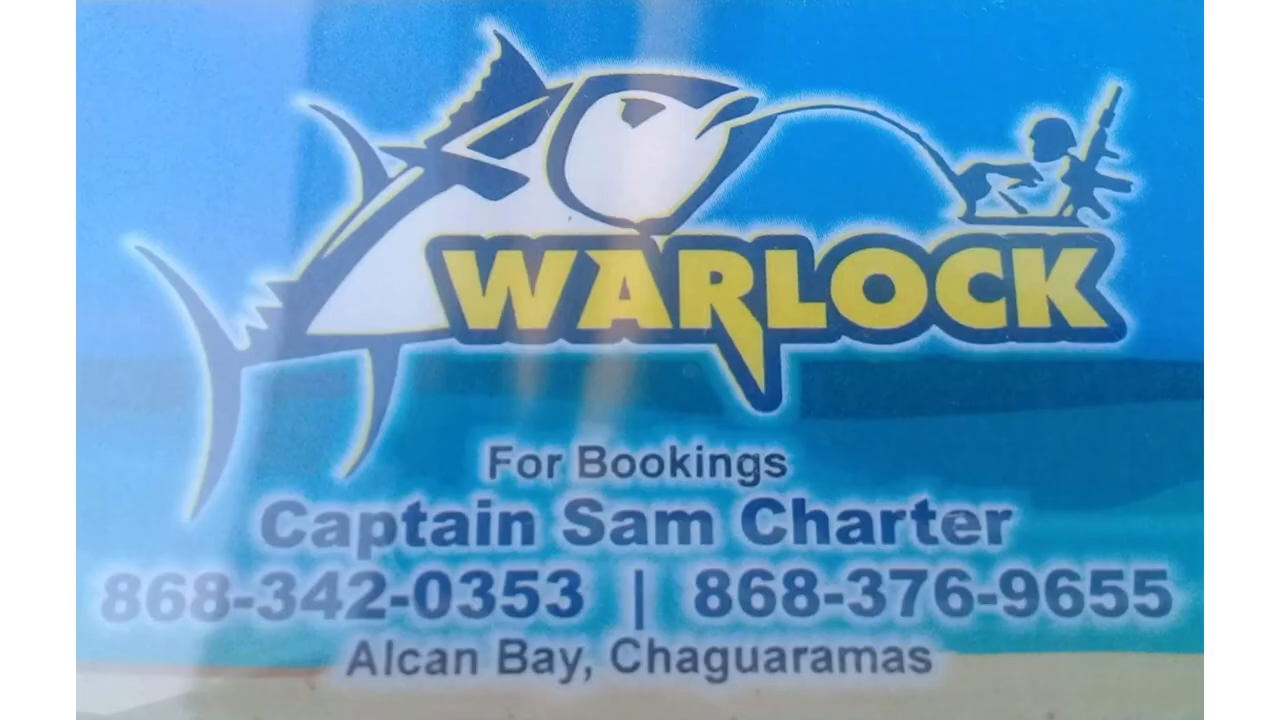 WARLOCK
For Bookings
Captain Sam Charter
868-342-0353 | 868-376-9655
Alcan Bay, Chaguaramas